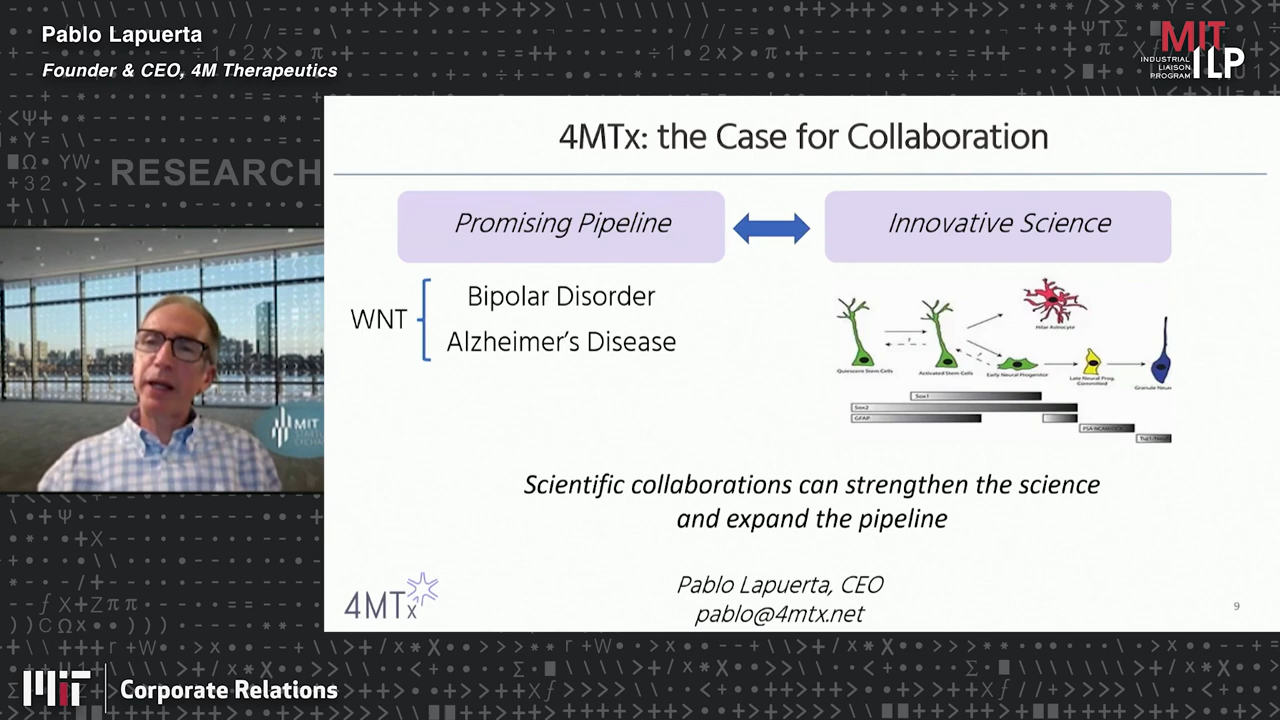 Pablo Lapuerta
Founder & CEO, 4M Therapeutics
MIT
INDUSTRIAL
LIAISON
PROGRAM
ILP
RESEARCH
4MTx: the Case for Collaboration
Promising Pipeline
Innovative Science
WNT
Bipolar Disorder
Alzheimer's Disease
Hilar Astrocyte
Quiescent Stem Cells
Activated Stem Cells
Early Neural Progenitor
Late Neural Prog.
Committed
Granule Neur
Sox1
Sox2
GFAP
MIT
Scientific collaborations can strengthen the science
and expand the pipeline
4MTx
Pablo Lapuerta, CEO
pablo@4mtx.net
9
MIT
Corporate Relations